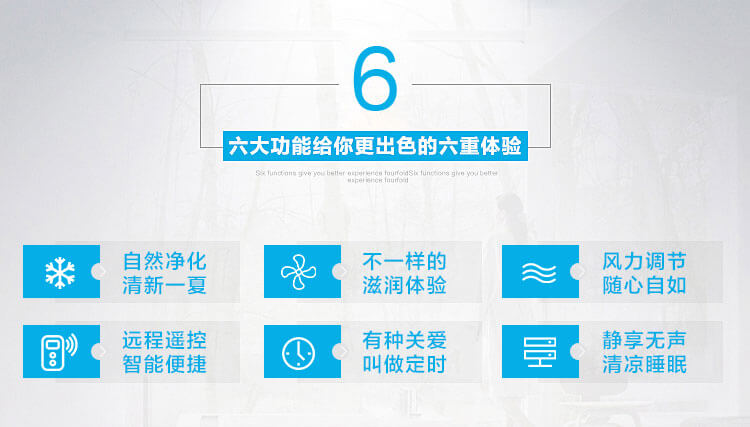 6
六大功能给你更出色的六重体验
Six functions give you better experience fourfoldSix functions give you better
experience fourfold
自然净化
清新一夏
不一样的
滋润体验
风力调节
随心自如
远程遥控
智能便捷
有种关爱
叫做定时
静享无声
清凉睡眠